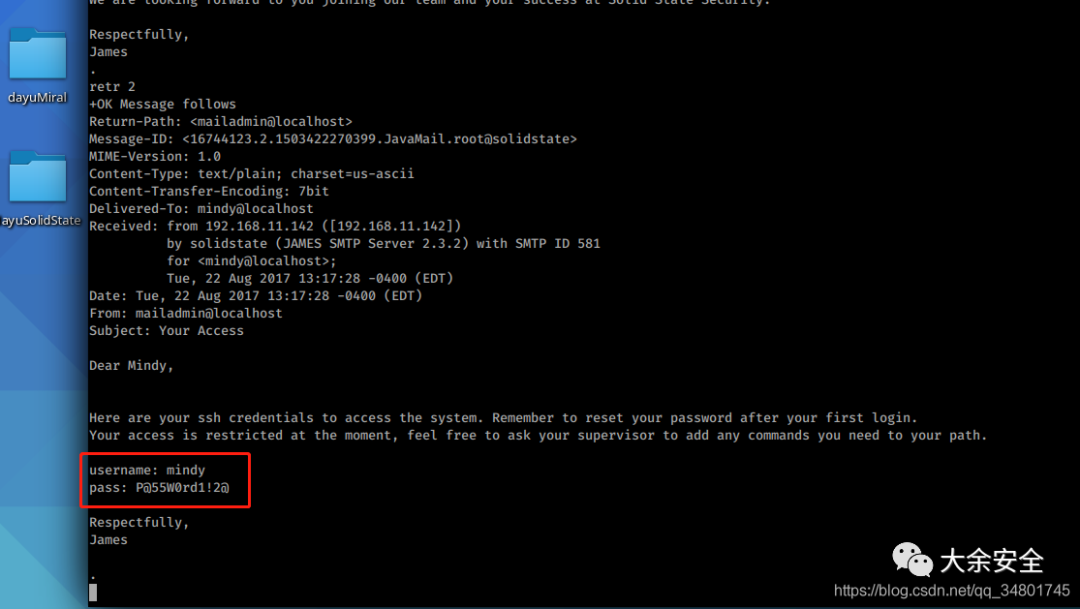 we are looking forward to you joining our team and your success at Solid State Security.
Respectfully,
James
.
retr 2
+OK Message follows
Return-Path: <mailadmin@localhost>
Message-ID: <16744123.2.1503422270399.JavaMail.root@solidstate>
MIME-Version: 1.0
Content-Type: text/plain; charset=us-ascii
Content-Transfer-Encoding: 7bit
Delivered-To: mindy@localhost
Received: from 192.168.11.142 ([192.168.11.142])
by solidstate (JAMES SMTP Server 2.3.2) with SMTP ID 581
for <mindy@localhost>;
Tue, 22 Aug 2017 13:17:28 -0400 (EDT)
Date: Tue, 22 Aug 2017 13:17:28 -0400 (EDT)
From: mailadmin@localhost
Subject: Your Access
Dear Mindy,
Here are your ssh credentials to access the system. Remember to reset your password after your first login.
Your access is restricted at the moment, feel free to ask your supervisor to add any commands you need to your path.
username: mindy
pass: P@55W0rd1!2@
Respectfully,
James
.
dayuMiral
ayuSolidState
大余安全
https://blog.csdn.net/qq_34801745